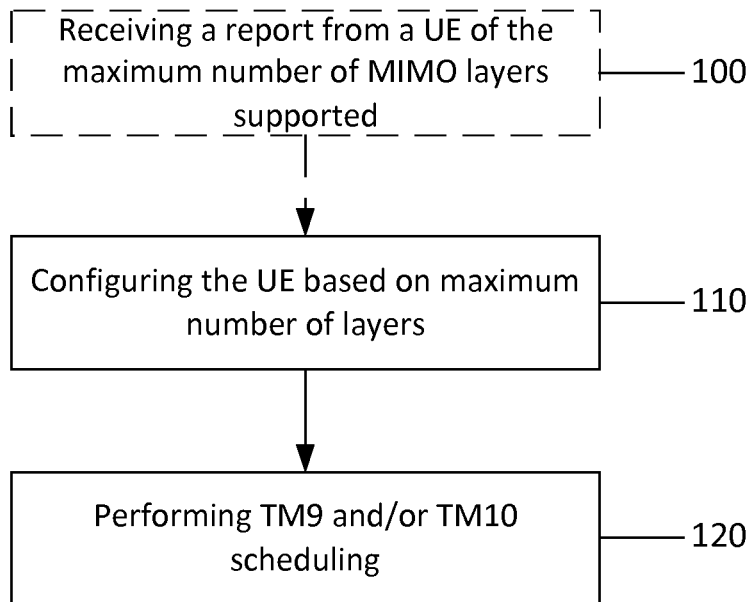 Receiving a report from a UE of the
maximum number of MIMO layers
supported
100
Configuring the UE based on maximum
number of layers
110
Performing TM9 and/or TM10
scheduling
120